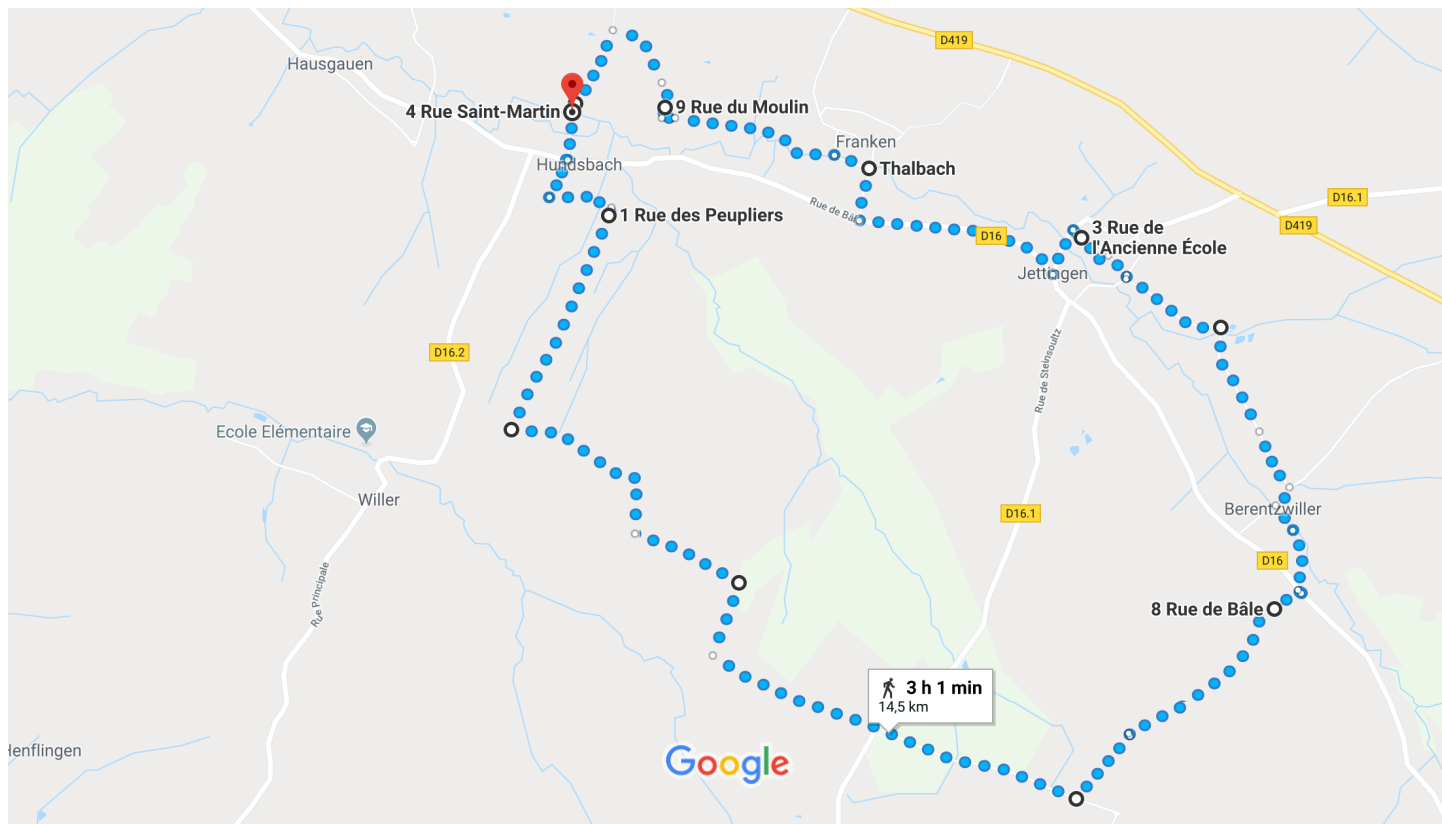 D419
Hausgauen
4 Rue Saint-Martin
9 Rue du Moulin
Franken
Hundsbach
Thalbach
D16.1
1 Rue des Peupliers
Rue de Bâle
D419
3 Rue de
l'Ancienne École
D16
Jettingen
Rue de Steinsoultz
D16.2
Ecole Elémentaire
Willer
Berentzwiller
D16.1
D16
Rue Principale
8 Rue de Bâle
3 h 1 min
14,5 km
Henflingen
Google